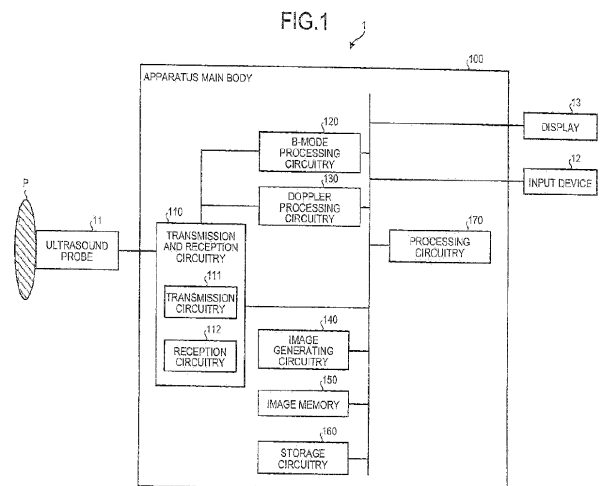 FIG.1
1
100
APPARATUS MAIN BODY
13
DISPLAY
120
B-MODE
PROCESSING
CIRCUITRY
12
INPUT DEVICE
130
DOPPLER
PROCESSING
CIRCUITRY
P
11
ULTRASOUND
PROBE
110
TRANSMISSION
AND RECEPTION
CIRCUITRY
170
PROCESSING
CIRCUITRY
111
TRANSMISSION
CIRCUITRY
112
RECEPTION
CIRCUITRY
140
IMAGE
GENERATING
CIRCUITRY
150
IMAGE MEMORY
160
STORAGE
CIRCUITRY